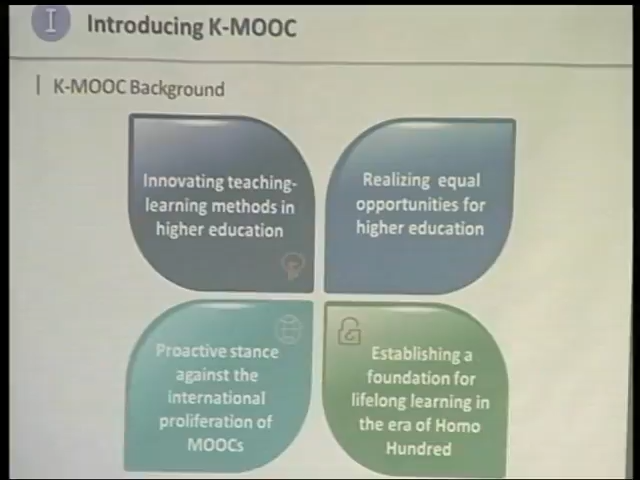 I Introducing K-MOOC
K-MOOC Background
Innovating teaching-
learning methods in
higher education
Realizing equal
opportunities for
higher education
Proactive stance
against the
international
proliferation of
MOOCs
Establishing a
foundation for
lifelong learning in
the era of Homo
Hundred